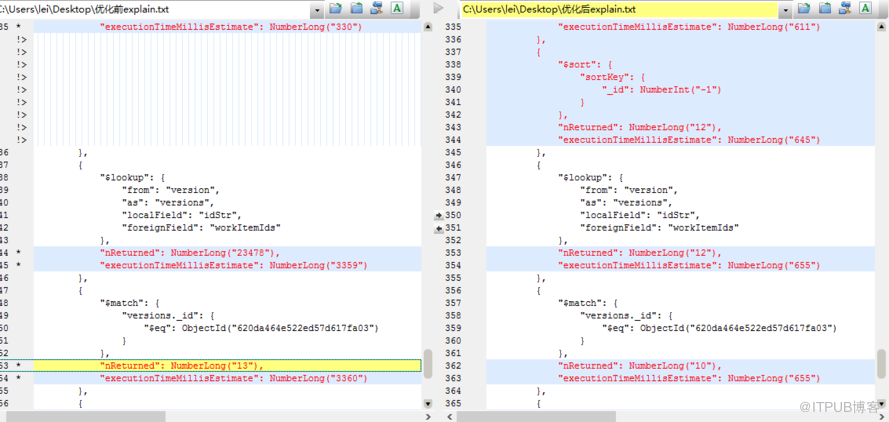 C:\Users\lei\Desktop\优化前explain.txt
35 * "executionTimeMillisEstimate": NumberLong("330")
!>
!>
!>
!>
!>
!>
!>
!>
!>
36 },
37 {
38 "$lookup": {
39 "from": "version",
40 "as": "versions",
41 "localField": "idStr",
42 "foreignField": "workItemIds"
43 },
44 * "nReturned": NumberLong("23478"),
45 * "executionTimeMillisEstimate": NumberLong("3359")
46 },
47 {
48 "$match": {
49 "versions._id": {
50 "$eq": ObjectId("620da464e522ed57d617fa03")
51 }
52 },
53 * "nReturned": NumberLong("13"),
54 * "executionTimeMillisEstimate": NumberLong("3360")
55 },
56 {
C:\Users\lei\Desktop\优化后explain.txt
335 "executionTimeMillisEstimate": NumberLong("611")
336 },
337 {
338 "$sort": {
339 "sortKey": {
340 "_id": NumberInt("-1")
341 }
342 },
343 "nReturned": NumberLong("12"),
344 "executionTimeMillisEstimate": NumberLong("645")
345 },
346 {
347 "$lookup": {
348 "from": "version",
349 "as": "versions",
350 "localField": "idStr",
351 "foreignField": "workItemIds"
352 },
353 "nReturned": NumberLong("12"),
354 "executionTimeMillisEstimate": NumberLong("655")
355 },
356 {
357 "$match": {
358 "versions._id": {
359 "$eq": ObjectId("620da464e522ed57d617fa03")
360 }
361 },
362 "nReturned": NumberLong("10"),
363 "executionTimeMillisEstimate": NumberLong("655")
364 },
365 {
@ITPUB博客